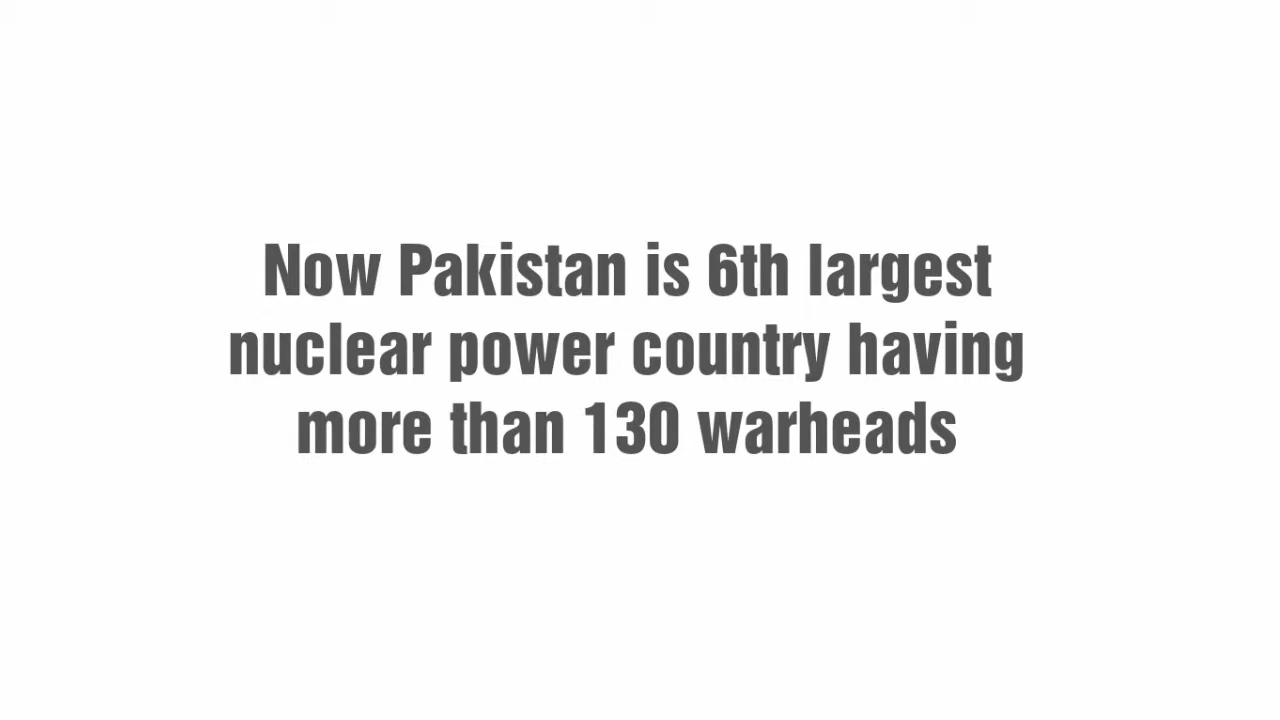 Now Pakistan is 6th largest
nuclear power country having
more than 130 warheads